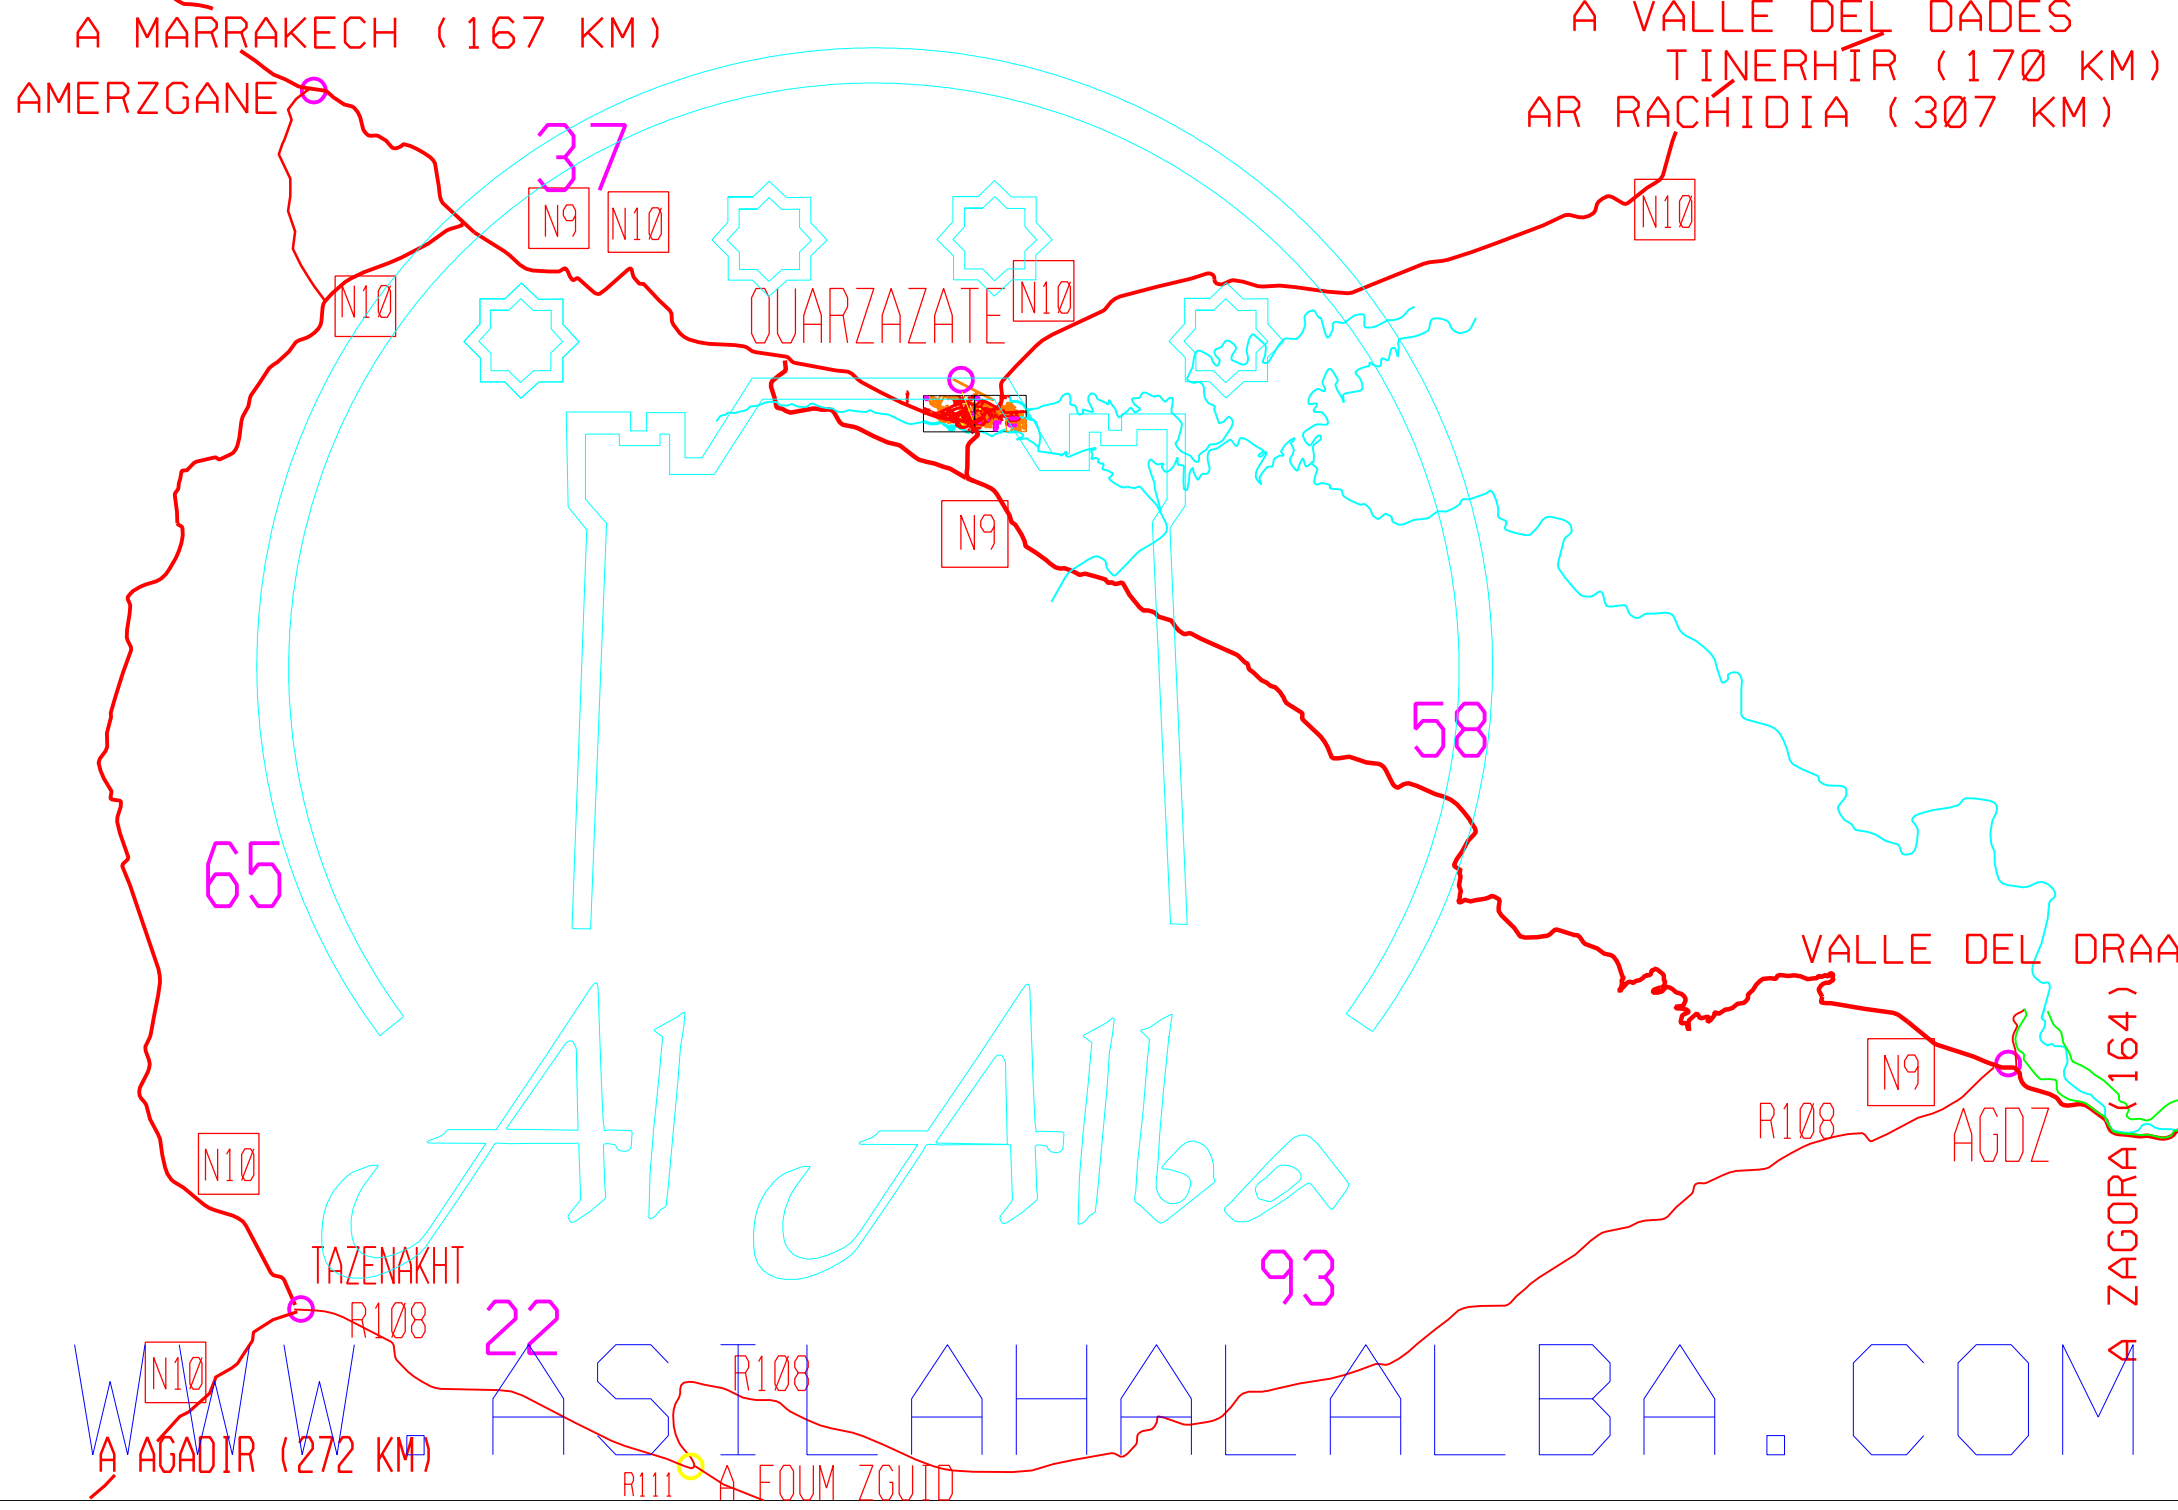 A MARRAKECH (167 KM)
A VALLE DEL DADES
TINERHIR (170 KM)
AMERZGANE
AR RACHIDIA (307 KM)
37
N9
N10
N10
N10
N10
OUARZAZATE
N9
58
65
VALLE DEL DRAA
A ZAGORA (164)
N9
R108
AGDZ
N10
Al Alba
TAZENAKHT
R108
93
22
N10
R108
WWW.ASILAHALALBA.COM
A AGADIR (272 KM)
R111
A FOUM ZGUID